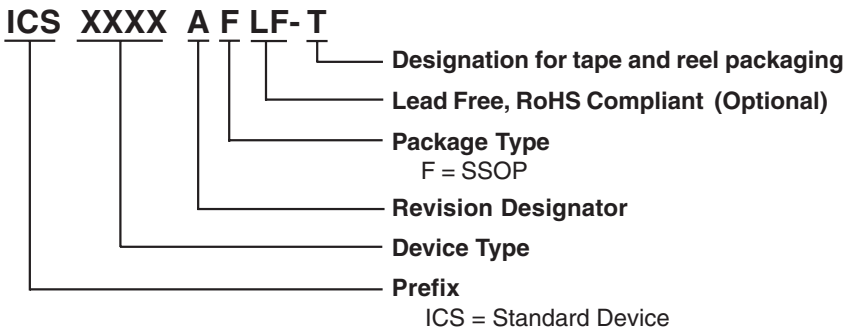 ICS XXXX A F LF- T
Designation for tape and reel packaging
Lead Free, RoHS Compliant (Optional)
Package Type
F = SSOP
Revision Designator
Device Type
Prefix
ICS = Standard Device